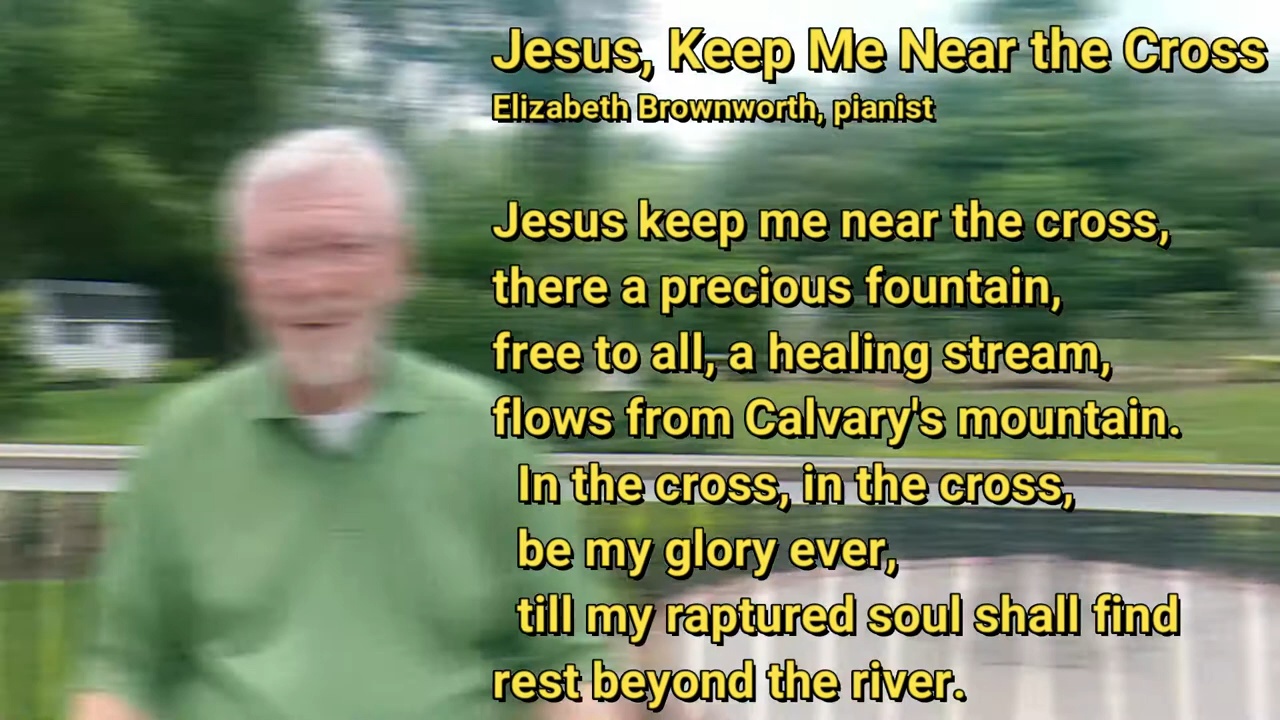 Jesus, Keep Me Near the Cross
Elizabeth Brownworth, pianist
Jesus keep me near the cross,
there a precious fountain,
free to all, a healing stream,
flows from Calvary's mountain.
In the cross, in the cross,
be my glory ever,
till my raptured soul shall find
rest beyond the river.